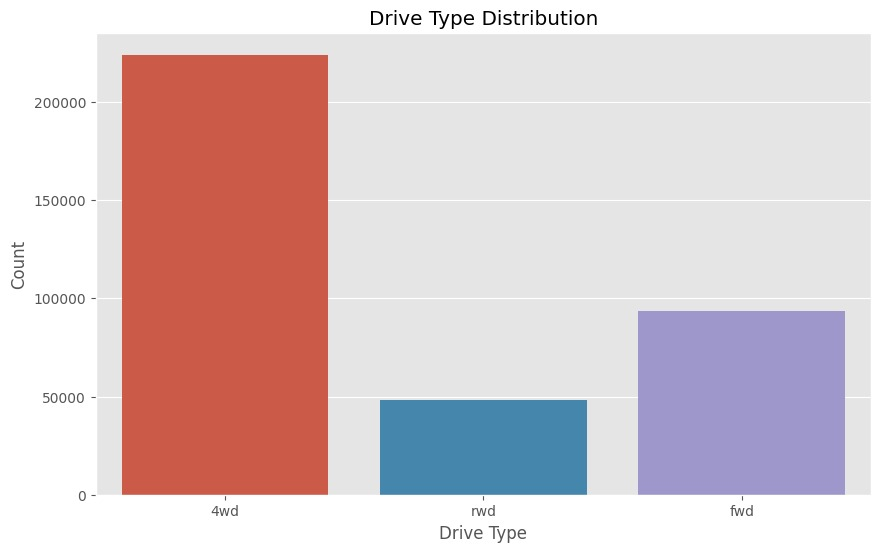 Drive Type Distribution
200000
150000
100000
50000
0
Count
4wd
rwd
fwd
Drive Type